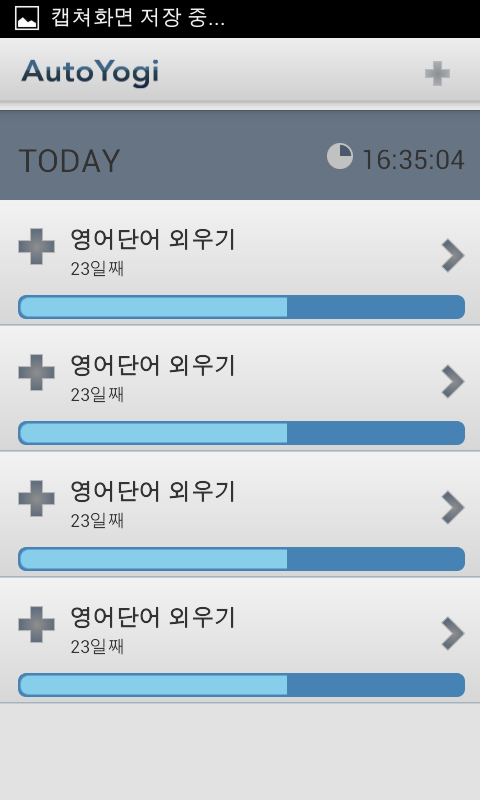 캡쳐화면 저장 중...
AutoYogi
TODAY
16:35:04
영어단어 외우기
23일째
영어단어 외우기
23일째
영어단어 외우기
23일째
영어단어 외우기
23일째